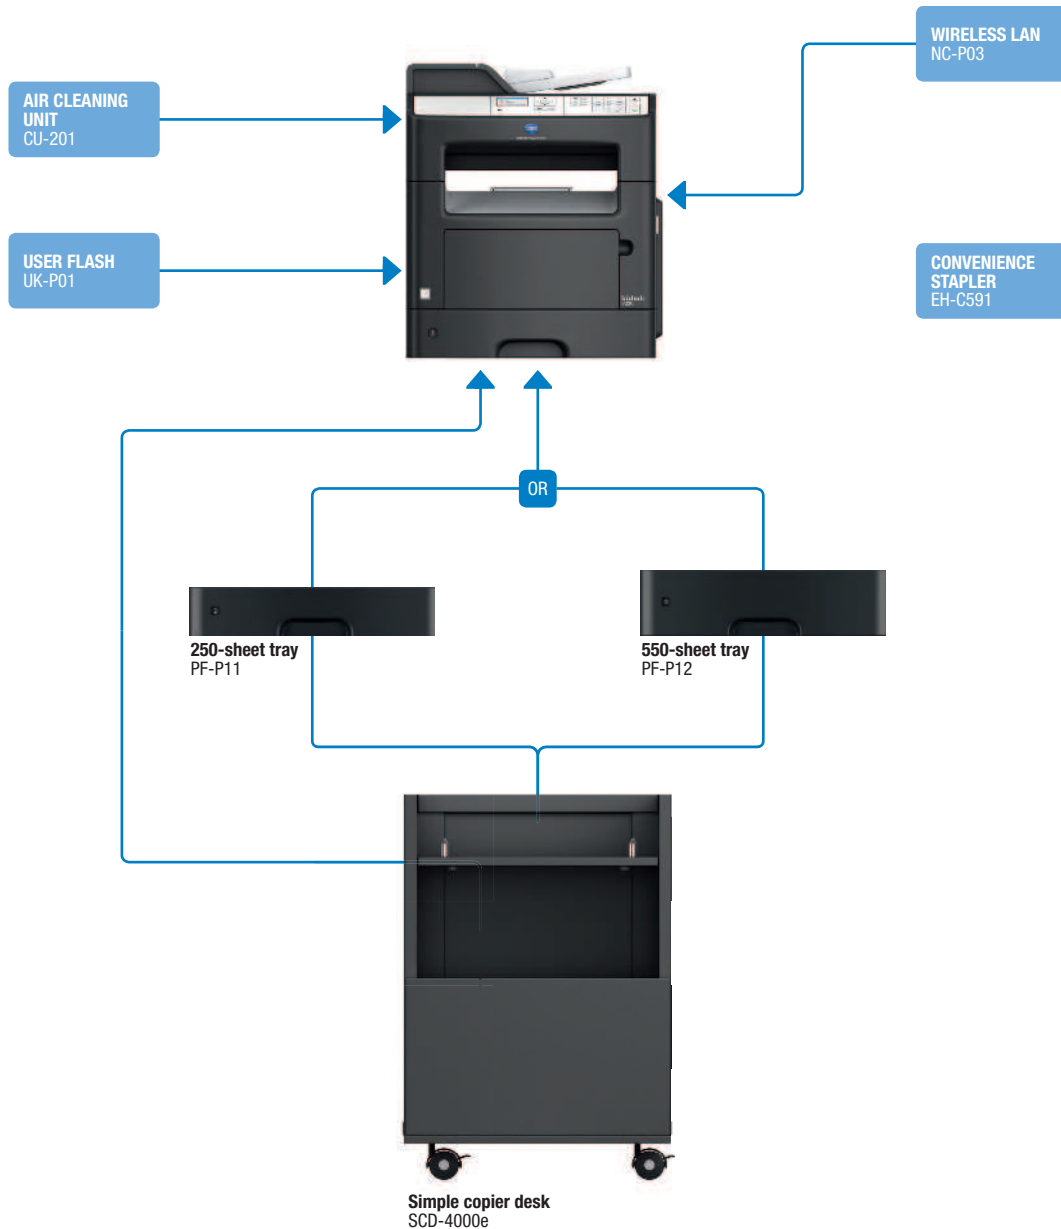 WIRELESS LAN
NC-P03
AIR CLEANING
UNIT
CU-201
USER FLASH
UK-P01
CONVENIENCE
STAPLER
EH-C591
OR
250-sheet tray
PF-P11
550-sheet tray
PF-P12
Simple copier desk
SCD-4000e